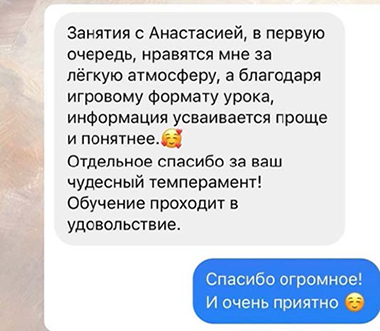 Занятия с Анастасией, в первую
очередь, нравятся мне за
лёгкую атмосферу, а благодаря
игровому формату урока,
информация усваивается проще
и понятнее.🥰
Отдельное спасибо за ваш
чудесный темперамент!
Обучение проходит в
удовольствие.
Спасибо огромное!
И очень приятно ☺️